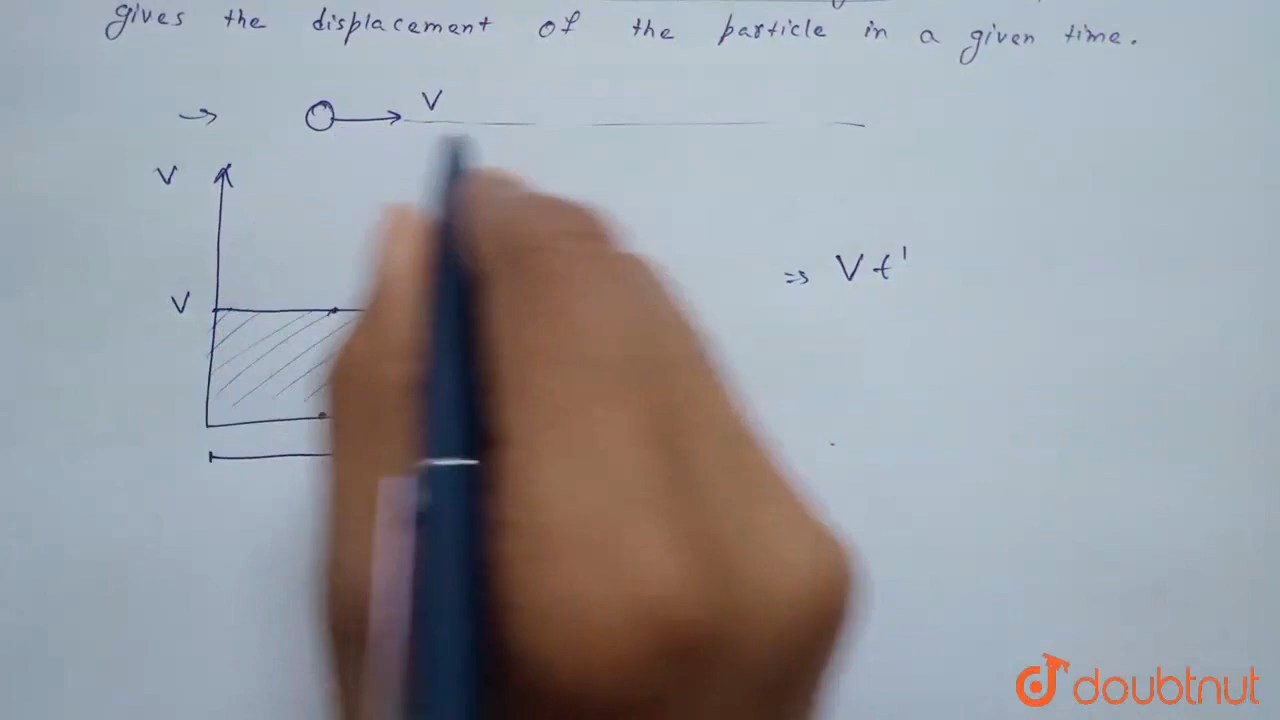 gives the displacement of the particle in a given time.
→ V
V
⇒ Vt'
V
doubtnut